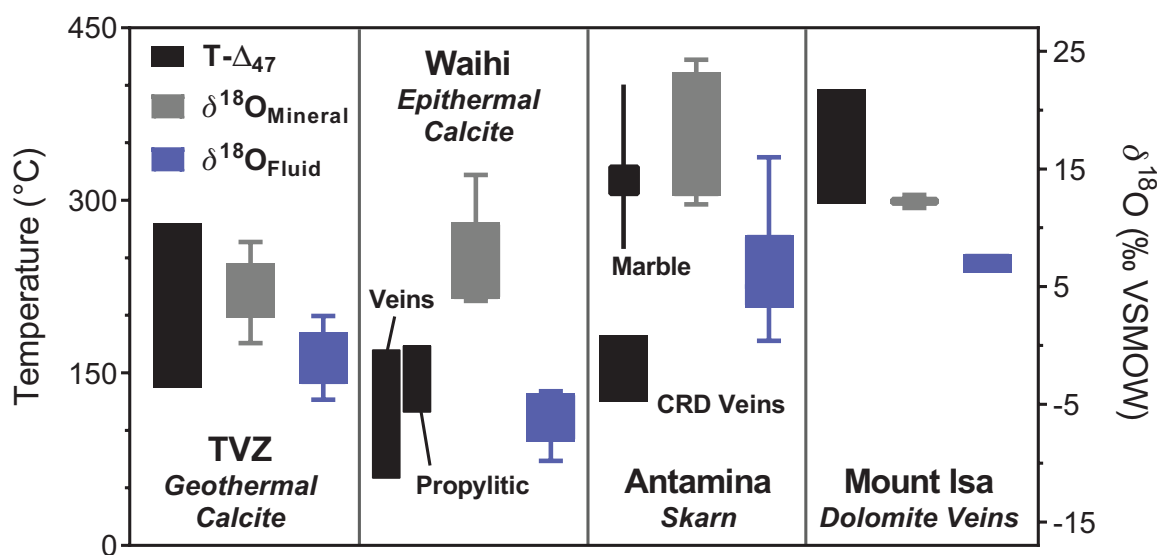 450
300
150
0
Temperature (°C)
T-Δ47
δ18OMineral
δ18OFluid
TVZ
Geothermal
Calcite
Waihi
Epithermal
Calcite
Veins
Propylitic
Marble
CRD Veins
Antamina
Skarn
Mount Isa
Dolomite Veins
25
15
5
-5
-15
δ18O (‰ VSMOW)